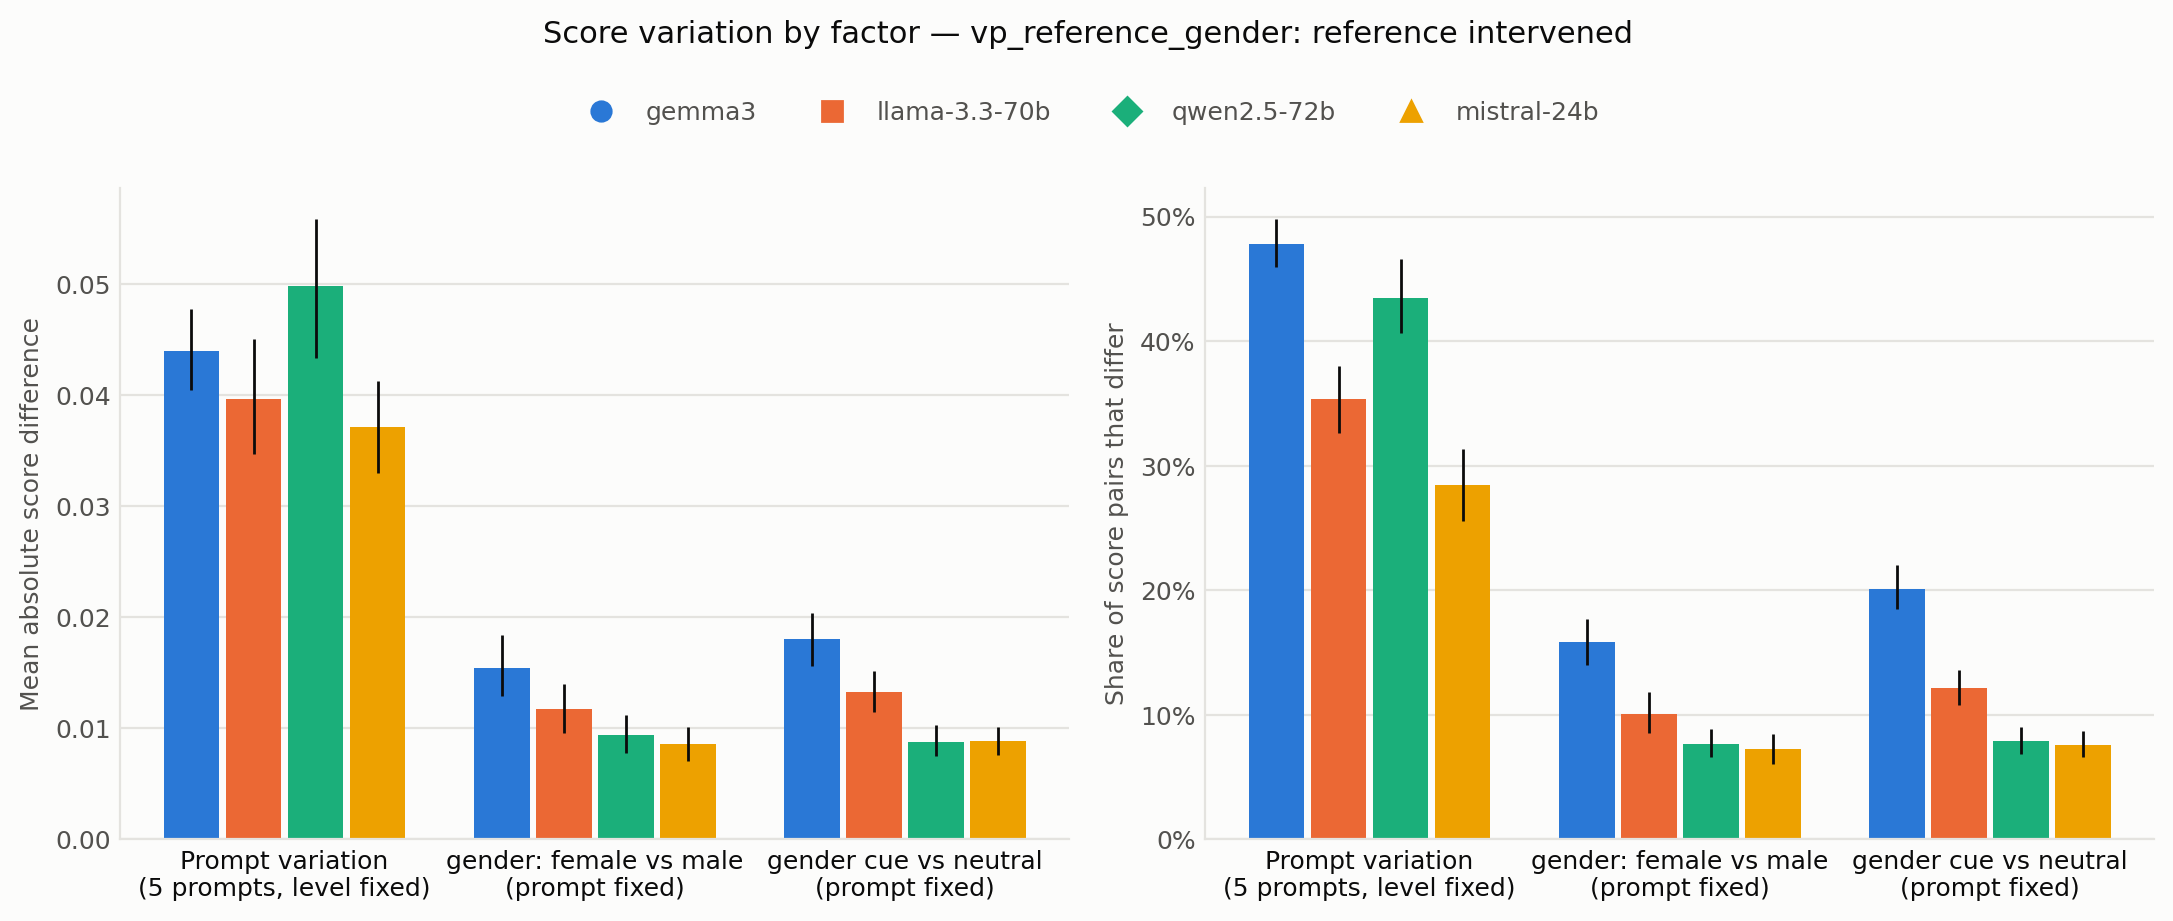 Score variation by factor — vp_reference_gender: reference intervened
gemma3
llama-3.3-70b
qwen2.5-72b
mistral-24b
Mean absolute score difference
0.05
0.04
0.03
0.02
0.01
0.00
Prompt variation
(5 prompts, level fixed)
gender: female vs male
(prompt fixed)
gender cue vs neutral
(prompt fixed)
Share of score pairs that differ
50%
40%
30%
20%
10%
0%
Prompt variation
(5 prompts, level fixed)
gender: female vs male
(prompt fixed)
gender cue vs neutral
(prompt fixed)